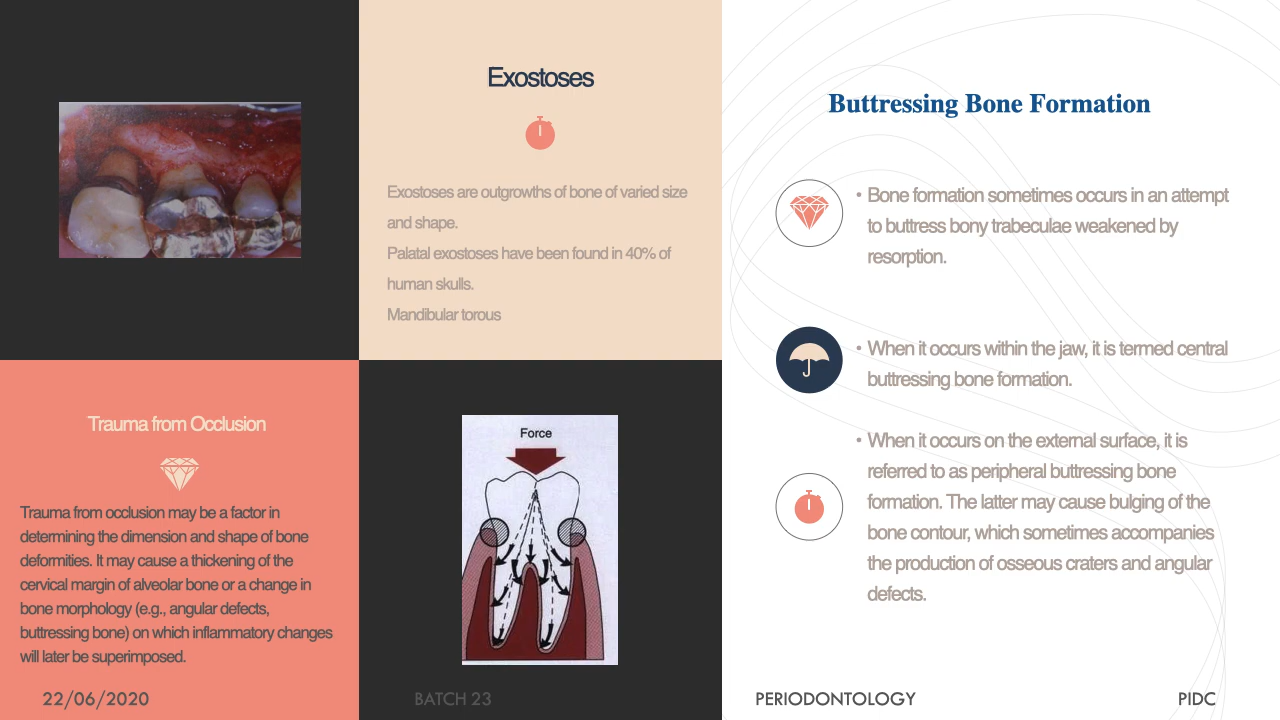 Exostoses
Exostoses are outgrowths of bone of varied size
and shape.
Palatal exostoses have been found in 40% of
human skulls.
Mandibular torous
Trauma from Occlusion
Trauma from occlusion may be a factor in
determining the dimension and shape of bone
deformities. It may cause a thickening of the
cervical margin of alveolar bone or a change in
bone morphology (e.g., angular defects,
buttressing bone) on which inflammatory changes
will later be superimposed.
Force
Buttressing Bone Formation
• Bone formation sometimes occurs in an attempt
to buttress bony trabeculae weakened by
resorption.
• When it occurs within the jaw, it is termed central
buttressing bone formation.
• When it occurs on the external surface, it is
referred to as peripheral buttressing bone
formation. The latter may cause bulging of the
bone contour, which sometimes accompanies
the production of osseous craters and angular
defects.
22/06/2020
BATCH 23
PERIODONTOLOGY
PIDC